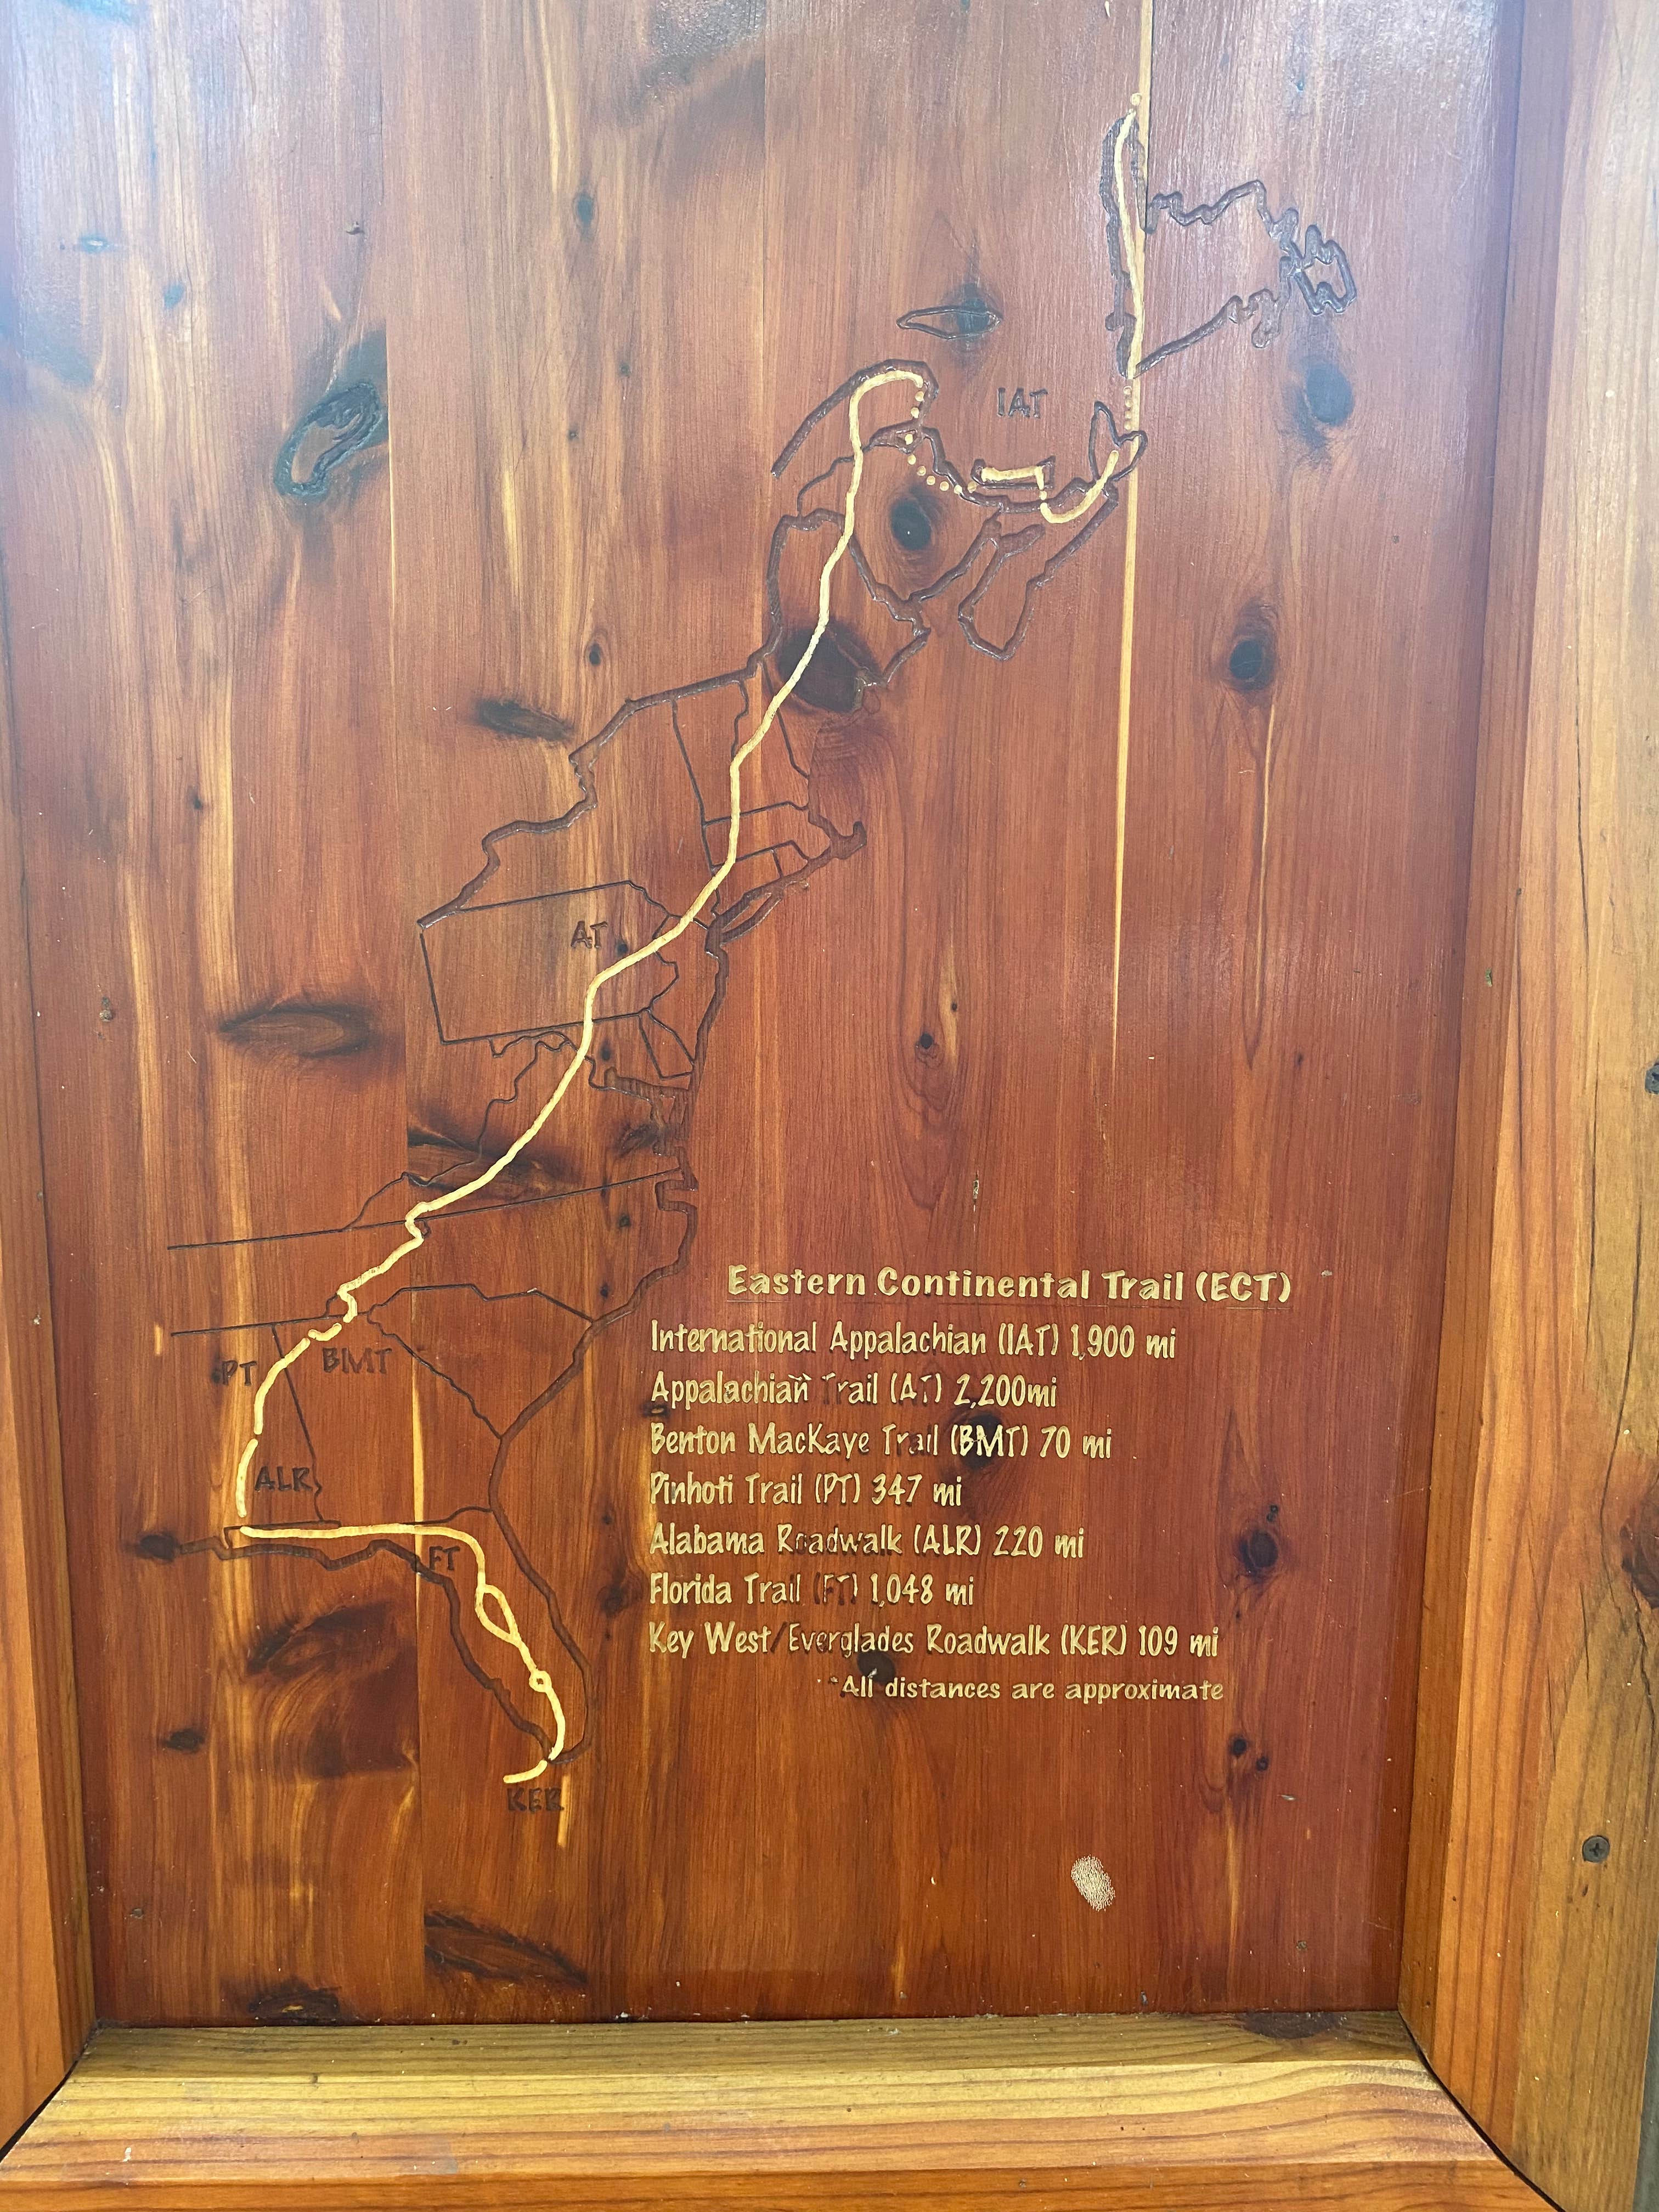 IAT
AT
PT
BMT
ALR
FT
KER
Eastern Continental Trail (ECT)
International Appalachian (IAT) 1,900 mi
Appalachian Trail (AT) 2,200mi
Benton MacKaye Trail (BMT) 70 mi
Pinhoti Trail (PT) 347 mi
Alabama Roadwalk (ALR) 220 mi
Florida Trail (FT) 1,048 mi
Key West/Everglades Roadwalk (KER) 109 mi
*All distances are approximate